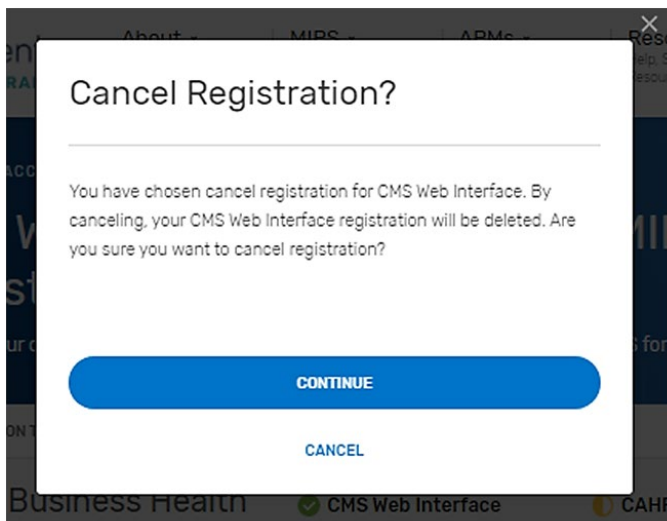 About
MIPS
APMs
Cancel Registration?
You have chosen cancel registration for CMS Web Interface. By
canceling, your CMS Web Interface registration will be deleted. Are
you sure you want to cancel registration?
CONTINUE
CANCEL
Business Health
CMS Web Interface